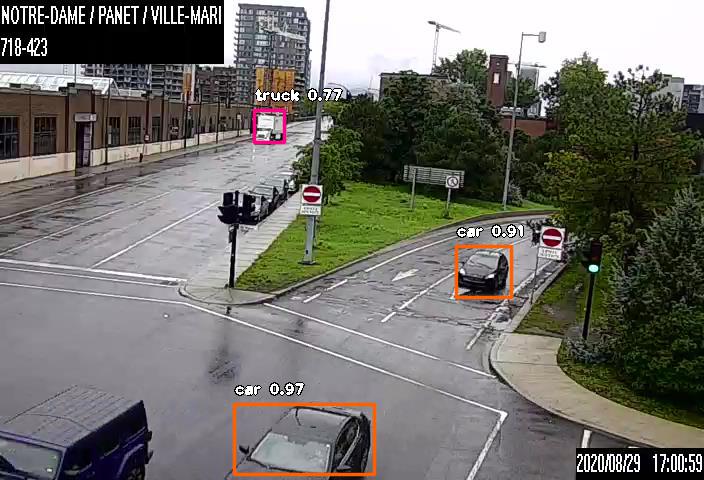 NOTRE-DAME / PANET / VILLE-MARI
718-423
truck 0.77
car 0.91
car 0.97
2020/08/29 17:00:59